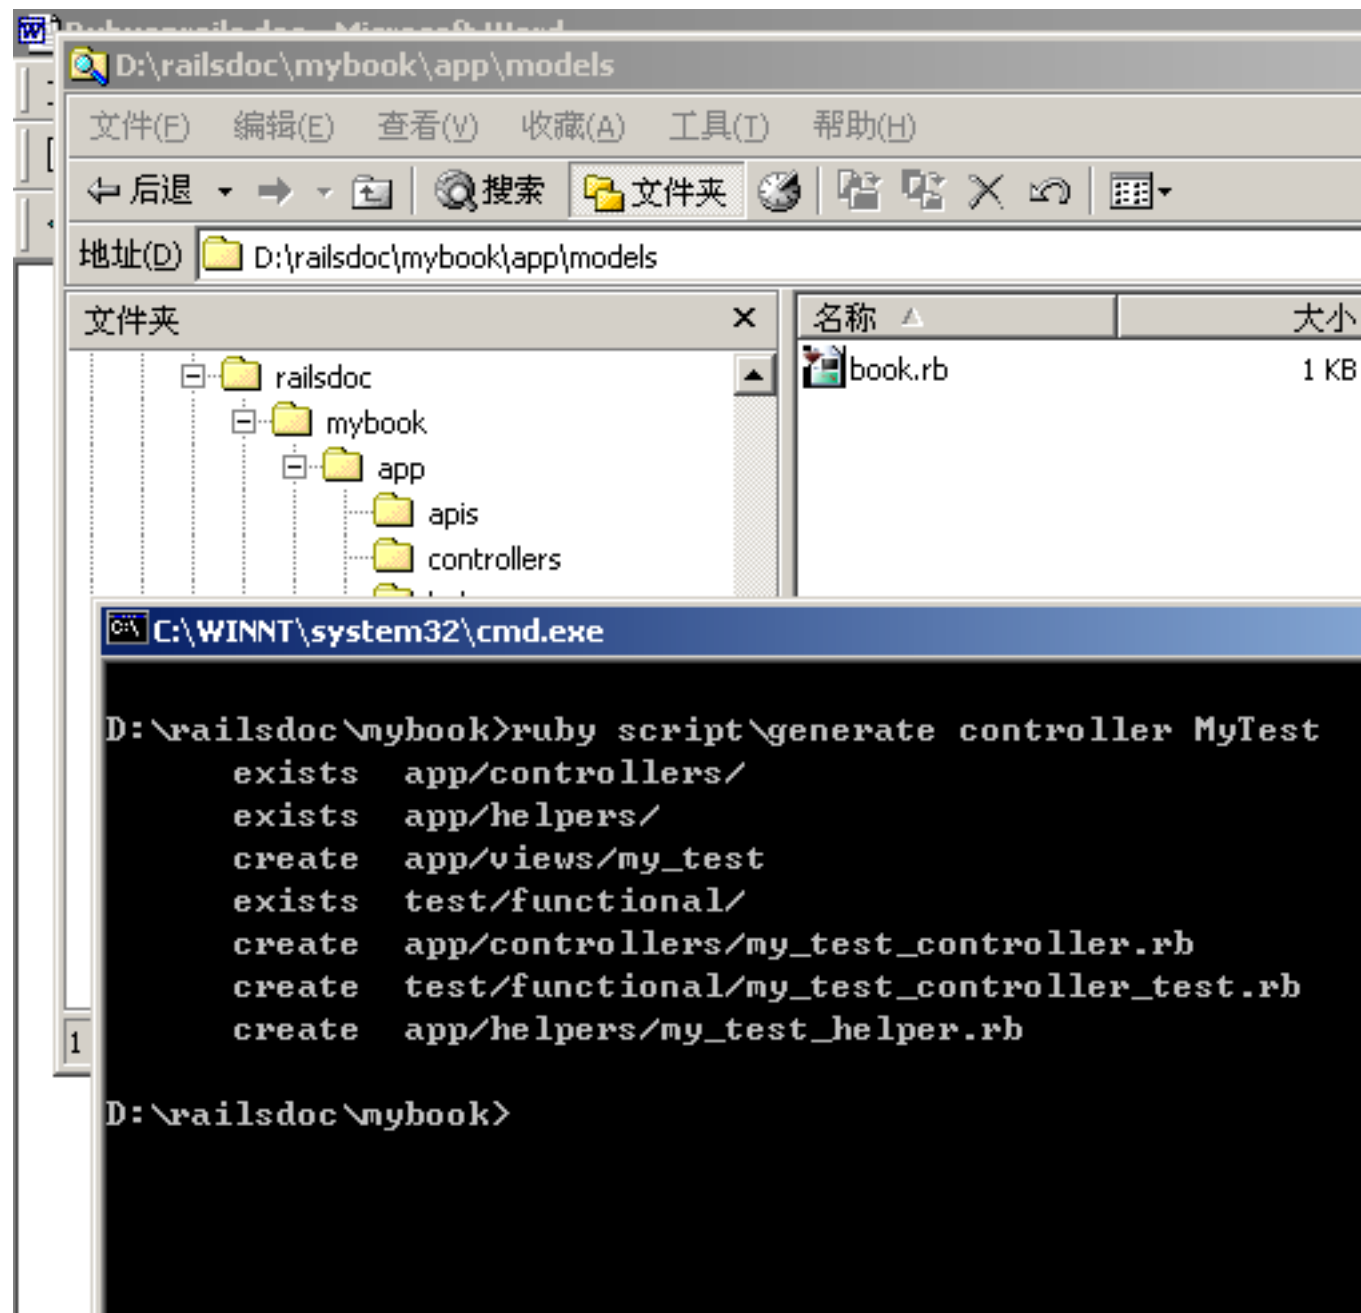 D:\railsdoc\mybook\app\models
文件(F) 编辑(E) 查看(V) 收藏(A) 工具(T) 帮助(H)
后退 搜索 文件夹
地址(D) D:\railsdoc\mybook\app\models
文件夹 名称 大小
railsdoc book.rb 1 KB
mybook
app
apis
controllers
C:\WINNT\system32\cmd.exe
D:\railsdoc\mybook>ruby script\generate controller MyTest
exists app/controllers/
exists app/helpers/
create app/views/my_test
exists test/functional/
create app/controllers/my_test_controller.rb
create test/functional/my_test_controller_test.rb
create app/helpers/my_test_helper.rb
1
D:\railsdoc\mybook>